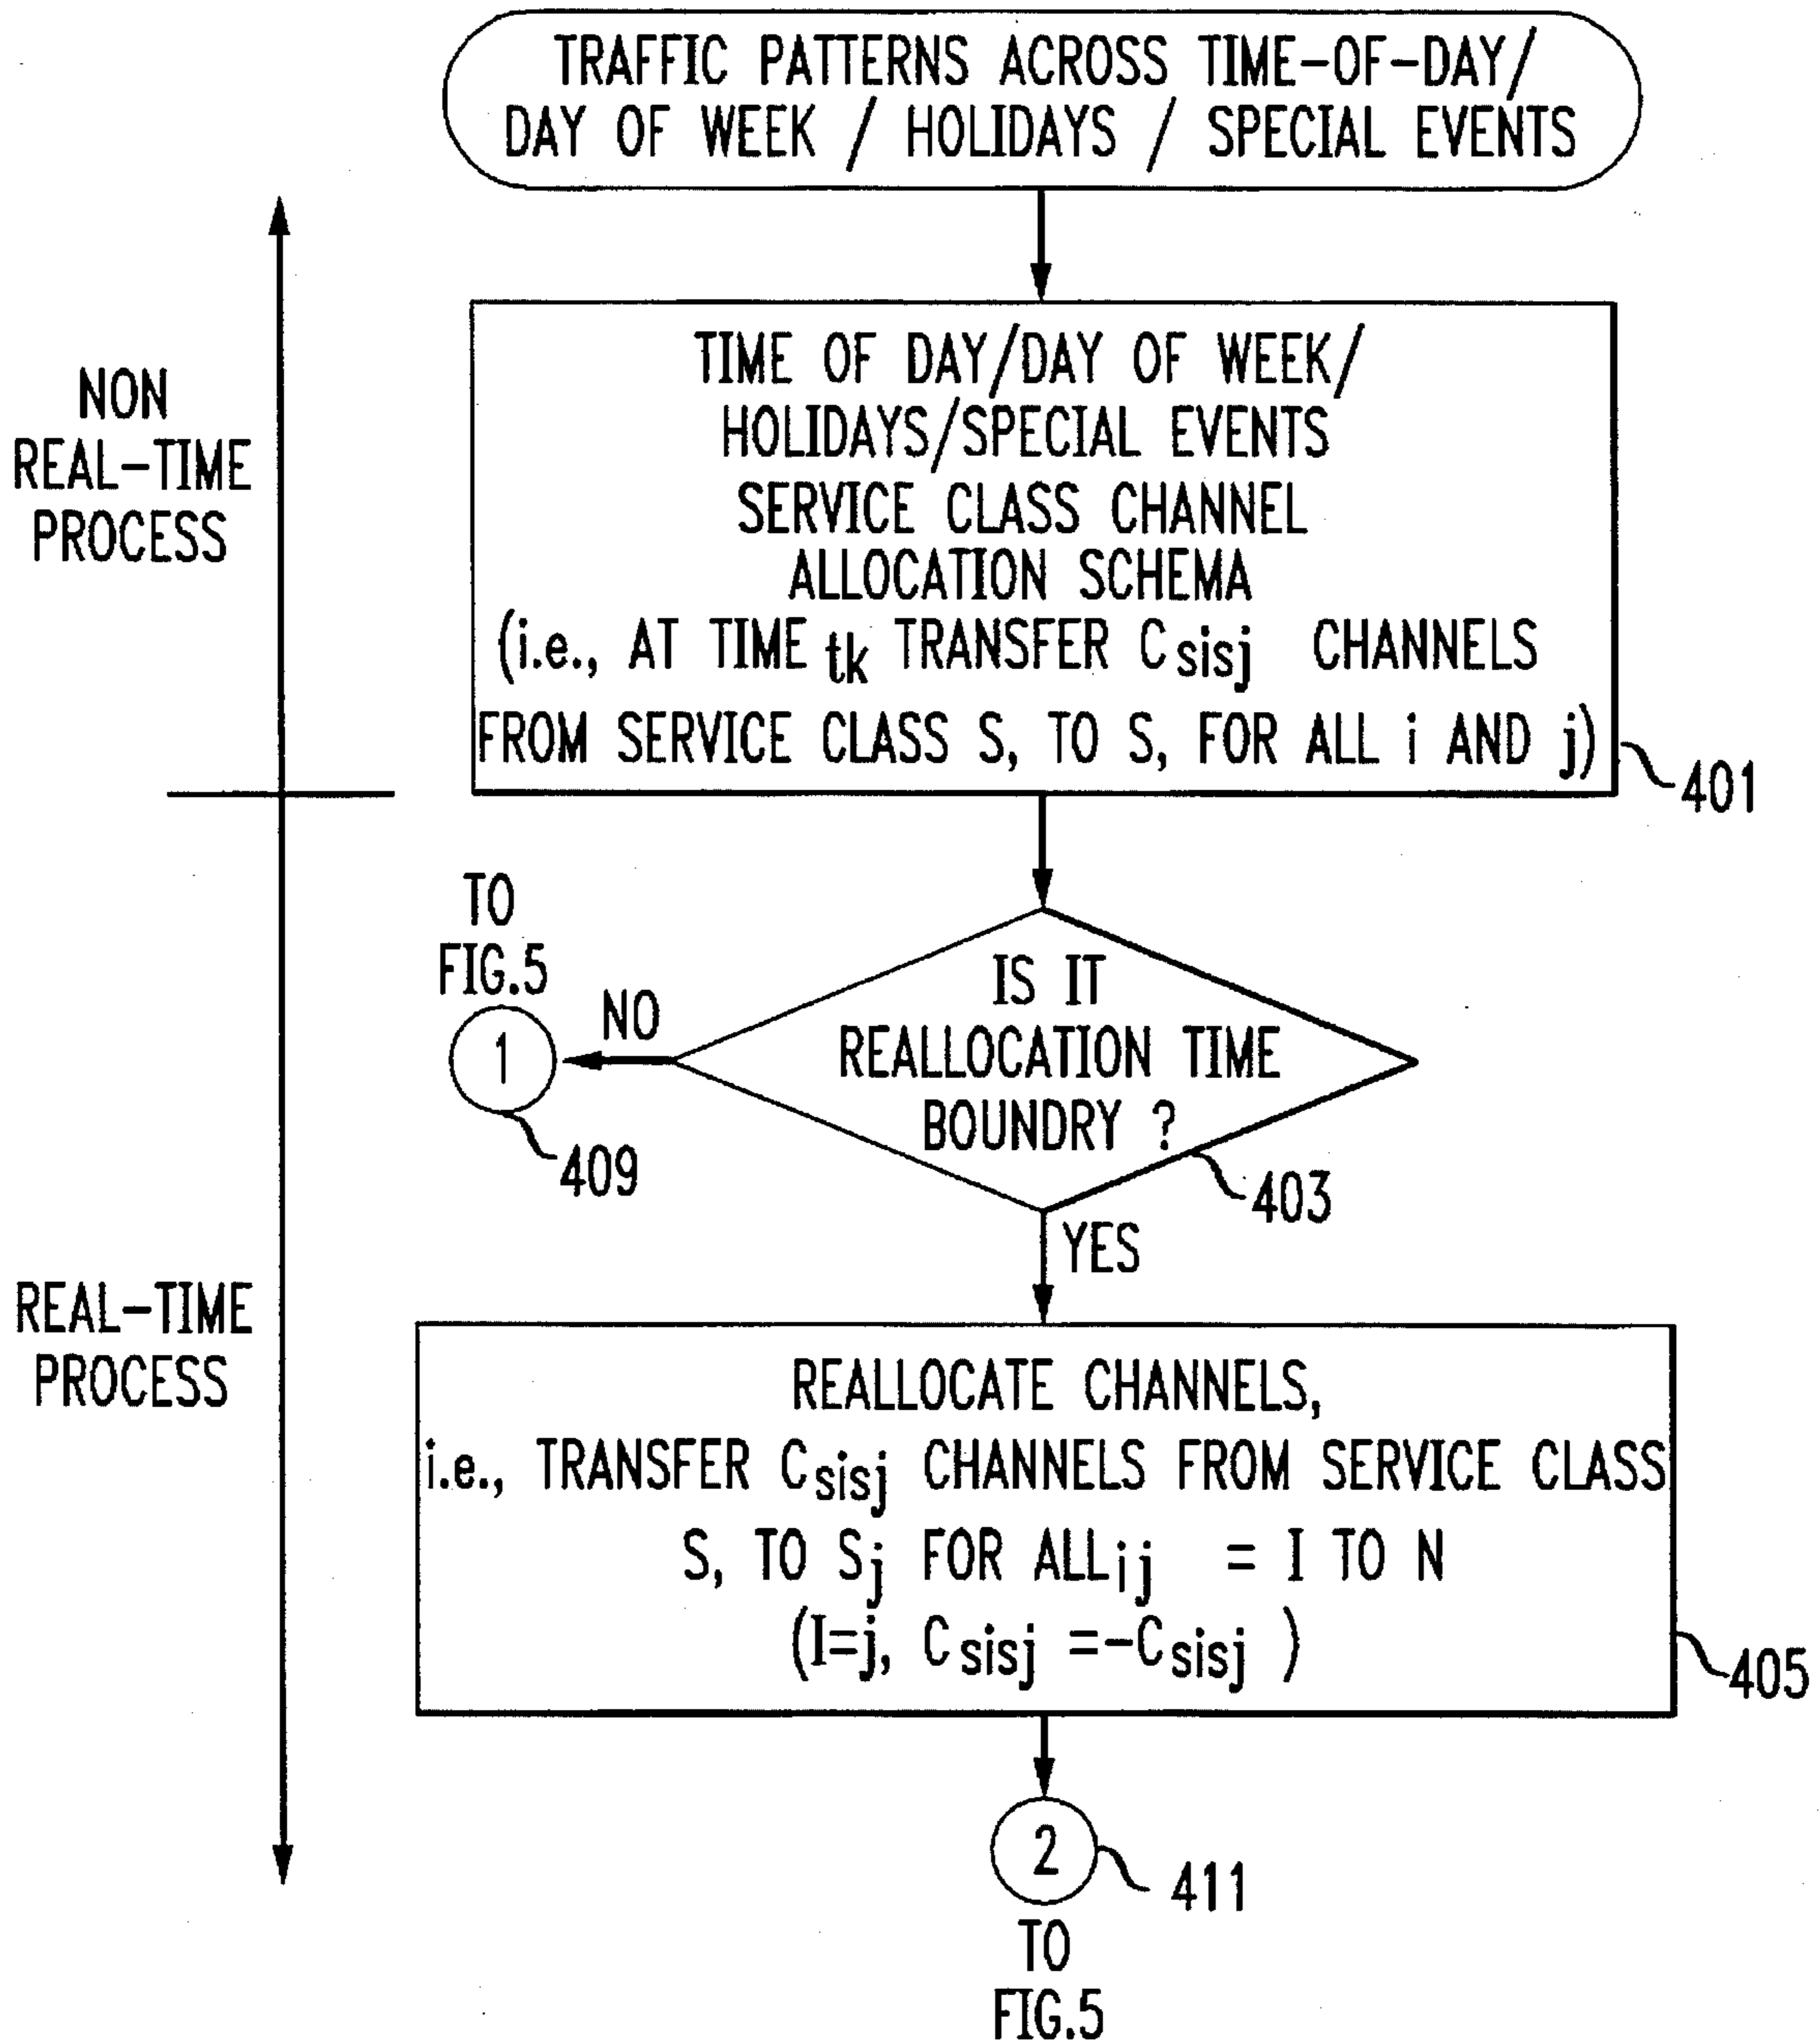 TRAFFIC PATTERNS ACROSS TIME-OF-DAY/
DAY OF WEEK / HOLIDAYS / SPECIAL EVENTS
NON
REAL-TIME
PROCESS
TIME OF DAY/DAY OF WEEK/
HOLIDAYS/SPECIAL EVENTS
SERVICE CLASS CHANNEL
ALLOCATION SCHEMA
(i.e., AT TIME tk TRANSFER Csisj CHANNELS
FROM SERVICE CLASS S, TO S, FOR ALL i AND j)
401
TO
FIG.5
1
409
NO
IS IT
REALLOCATION TIME
BOUNDRY ?
403
YES
REAL-TIME
PROCESS
REALLOCATE CHANNELS,
i.e., TRANSFER Csisj CHANNELS FROM SERVICE CLASS
S, TO Sj FOR ALLij = I TO N
(I=j, Csisj =-Csisj )
405
2
411
TO
FIG.5